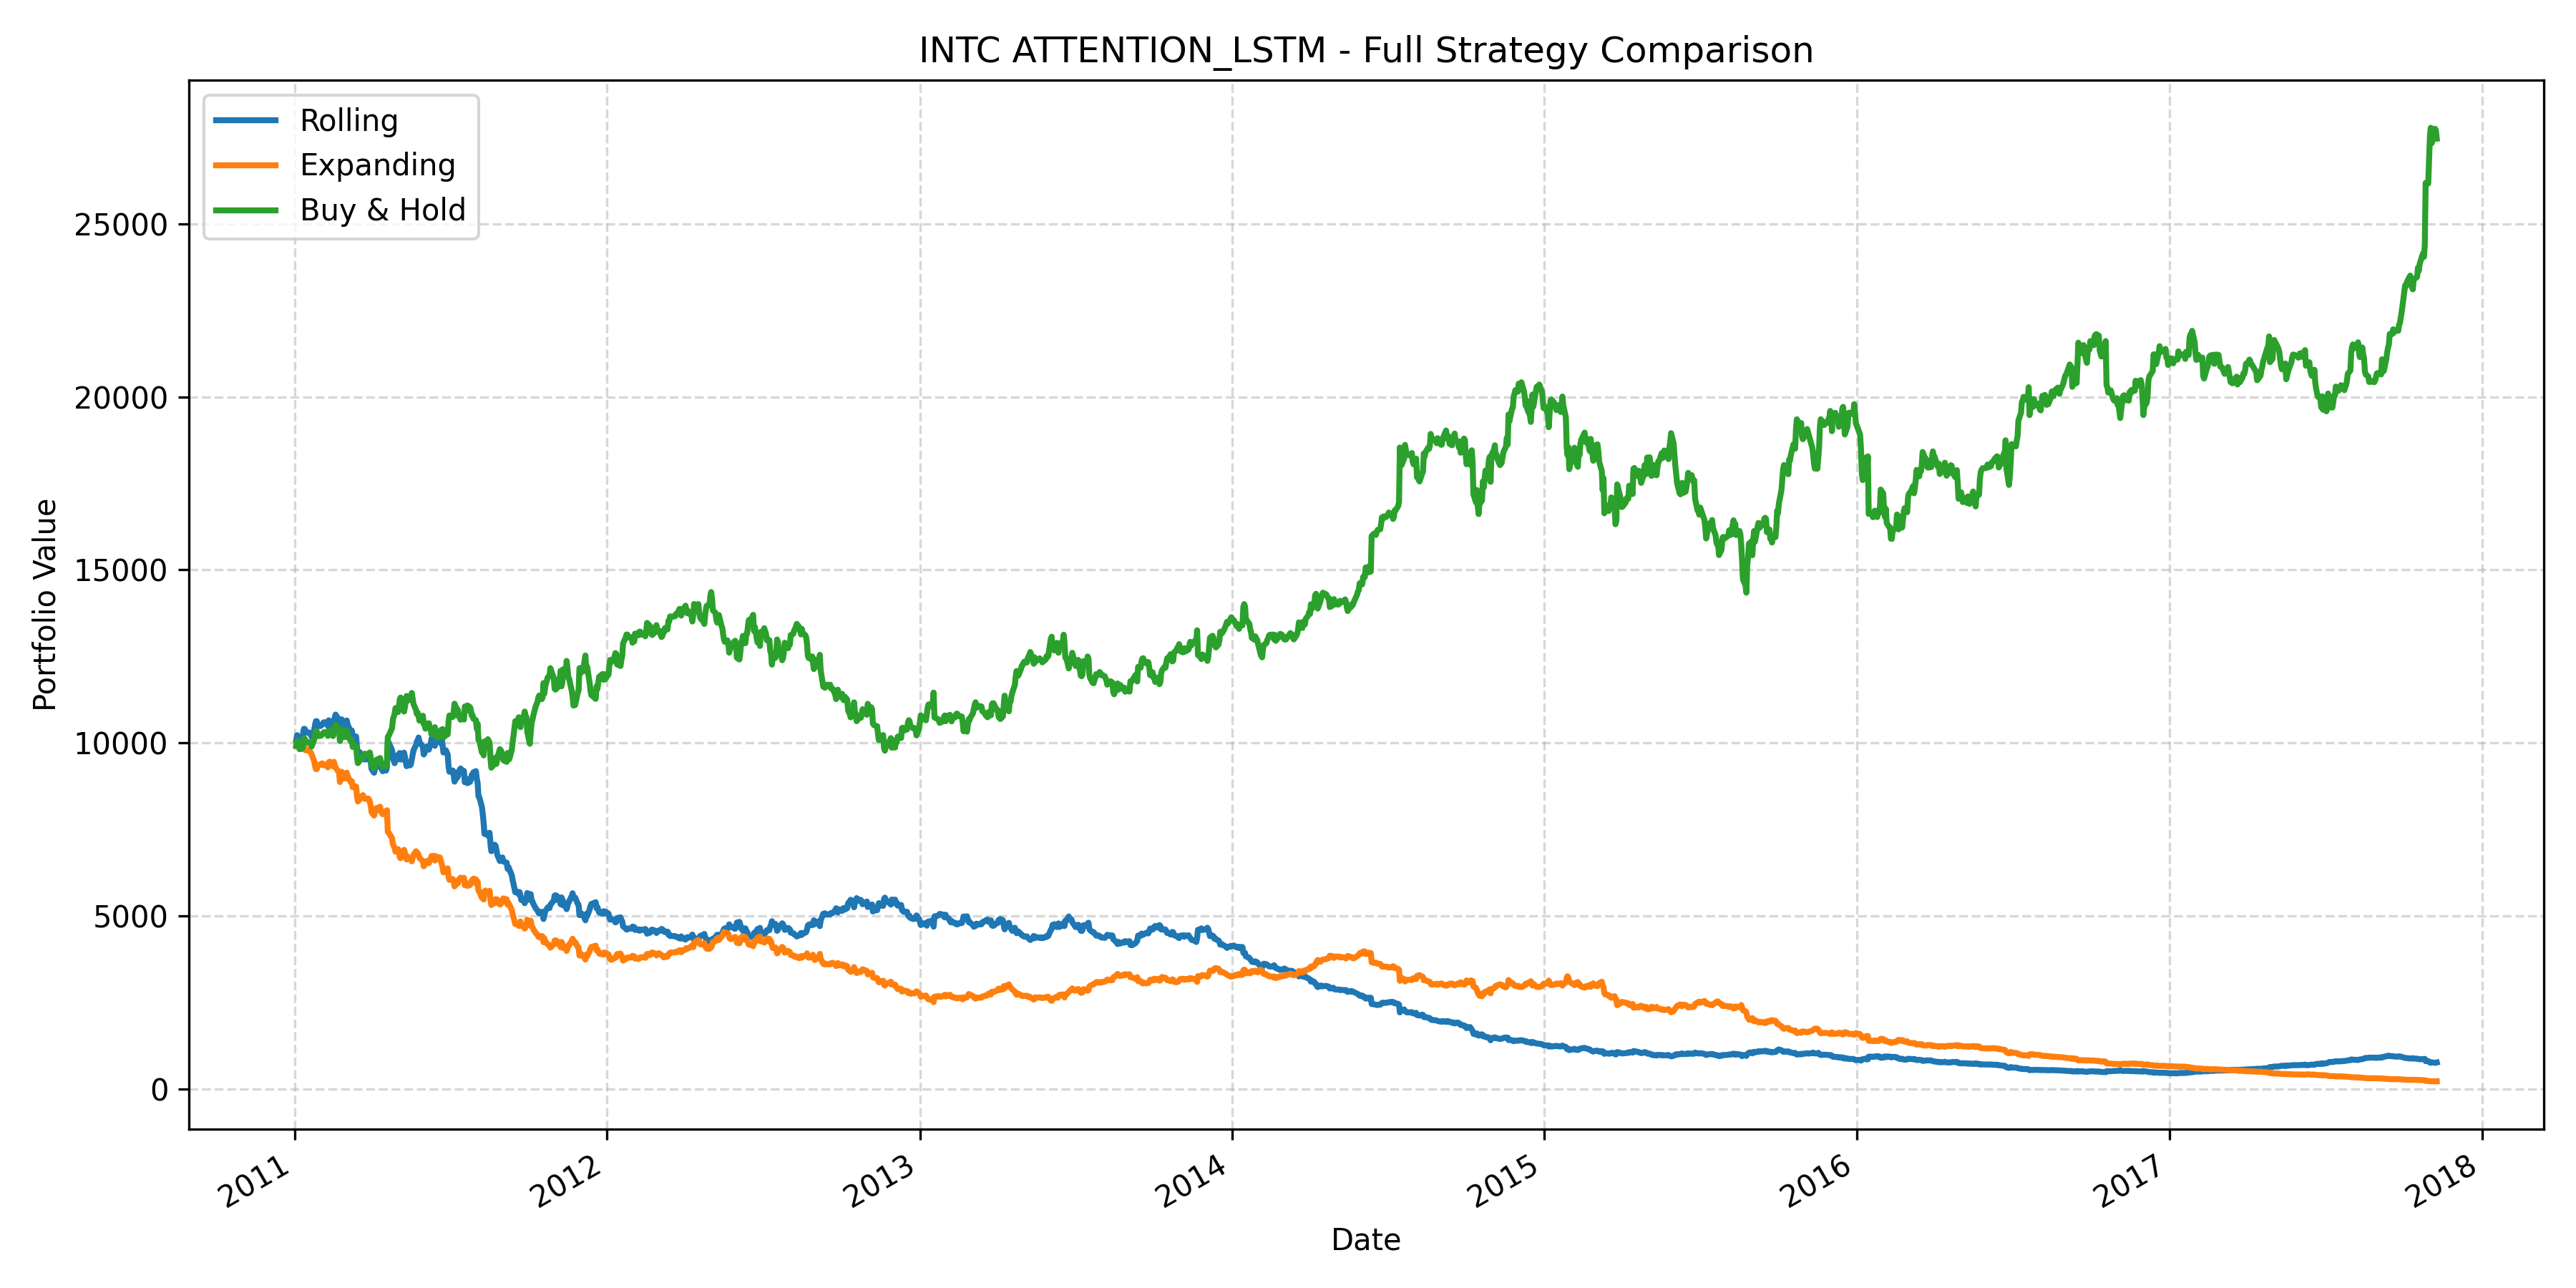 INTC ATTENTION_LSTM - Full Strategy Comparison
Rolling
Expanding
Buy & Hold
25000
20000
15000
10000
5000
0
Portfolio Value
2011
2012
2013
2014
2015
2016
2017
2018
Date